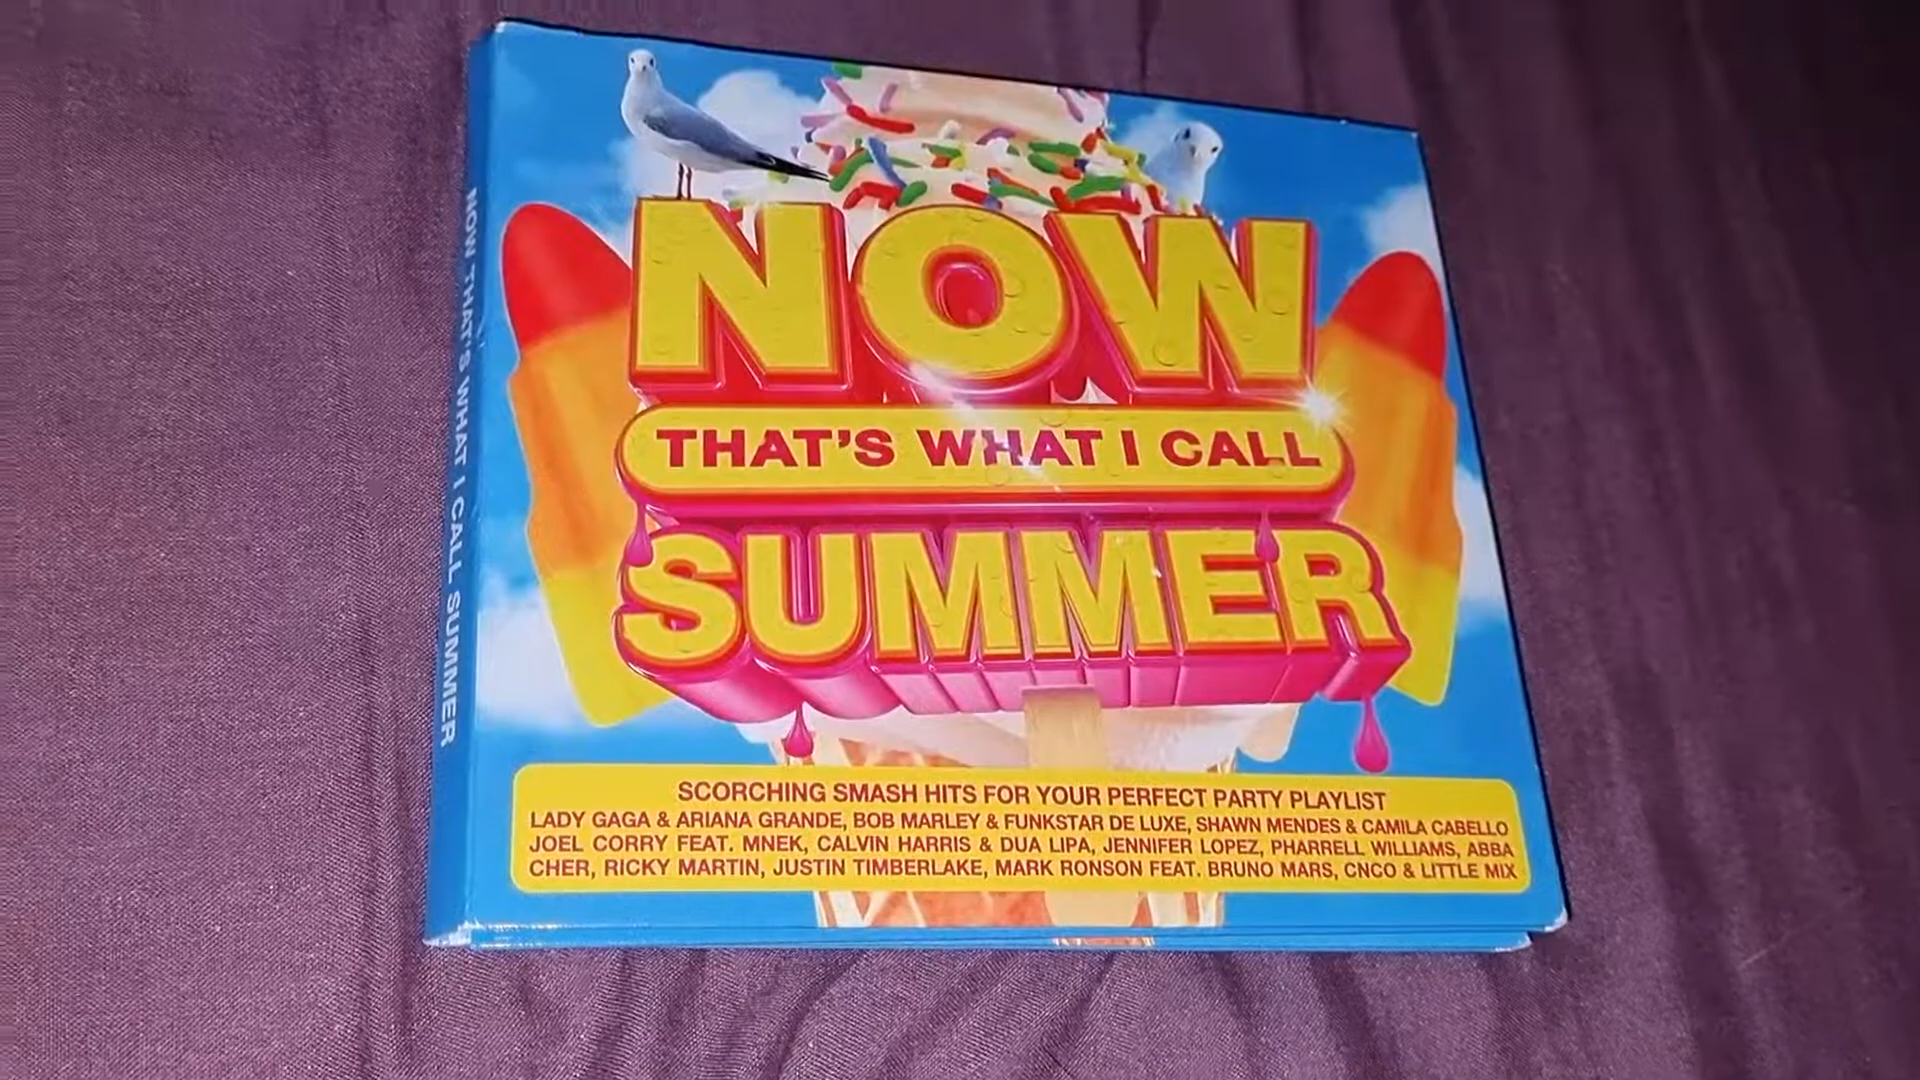 NOW
THAT'S WHAT I CALL
SUMMER
SCORCHING SMASH HITS FOR YOUR PERFECT PARTY PLAYLIST
LADY GAGA & ARIANA GRANDE, BOB MARLEY & FUNKSTAR DE LUXE, SHAWN MENDES & CAMILA CABELLO
JOEL CORRY FEAT. MNEK, CALVIN HARRIS & DUA LIPA, JENNIFER LOPEZ, PHARRELL WILLIAMS, ABBA
CHER, RICKY MARTIN, JUSTIN TIMBERLAKE, MARK RONSON FEAT. BRUNO MARS, CNCO & LITTLE MIX
NOW THAT'S WHAT I CALL SUMMER